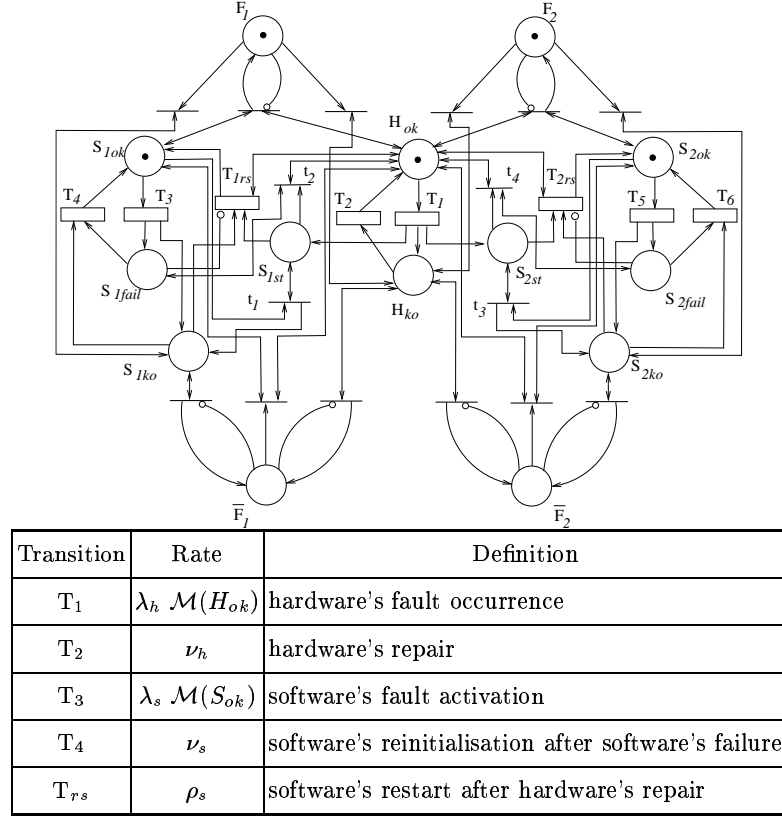 F1 F2
Hok
S1ok S2ok
T1rs t2 t4 T2rs
T4 T3 T2 T1 T5 T6
S1st S2st
S1fail S2fail
t1 Hko t3
S1ko S2ko
F̅1 F̅2
Transition Rate Definition
T1 λh M(Hok) hardware's fault occurrence
T2 νh hardware's repair
T3 λs M(Sok) software's fault activation
T4 νs software's reinitialisation after software's failure
Trs ρs software's restart after hardware's repair